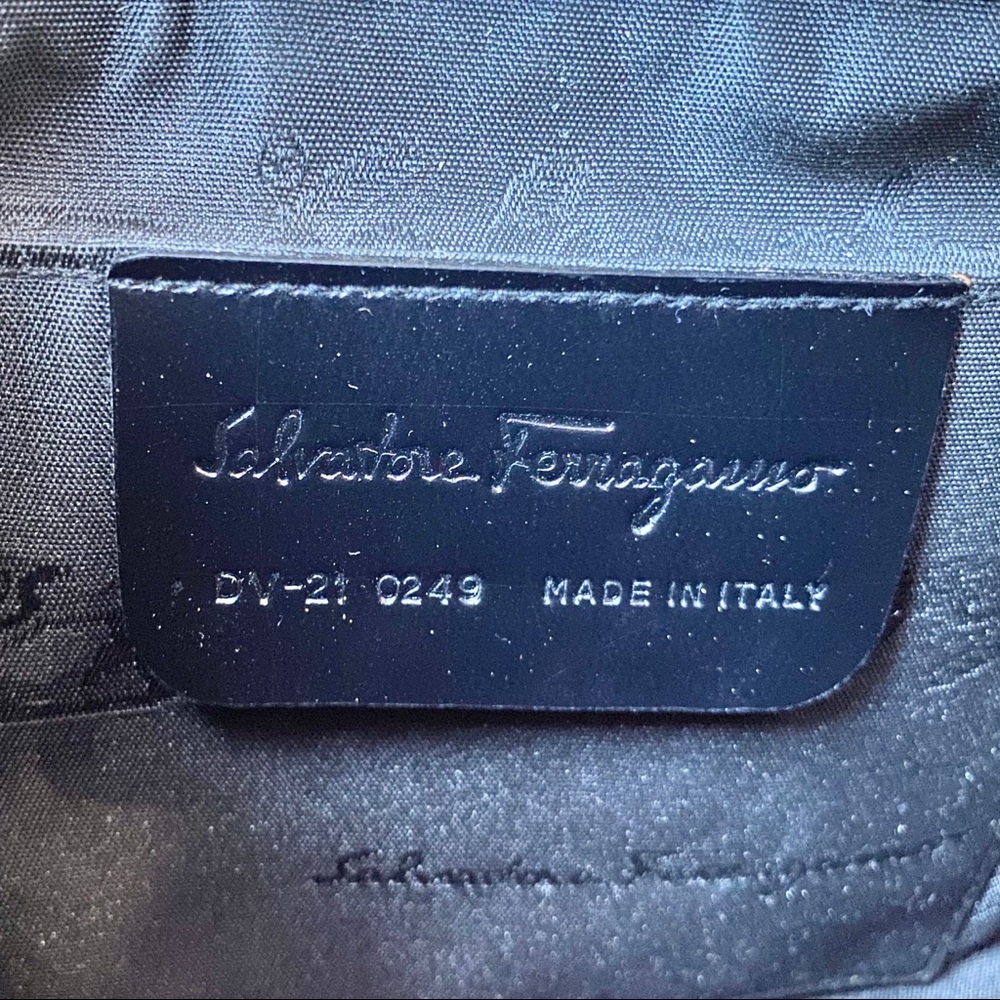 Salvatore Ferragamo
DV-21 0249 MADE IN ITALY
Salvatore Ferragamo